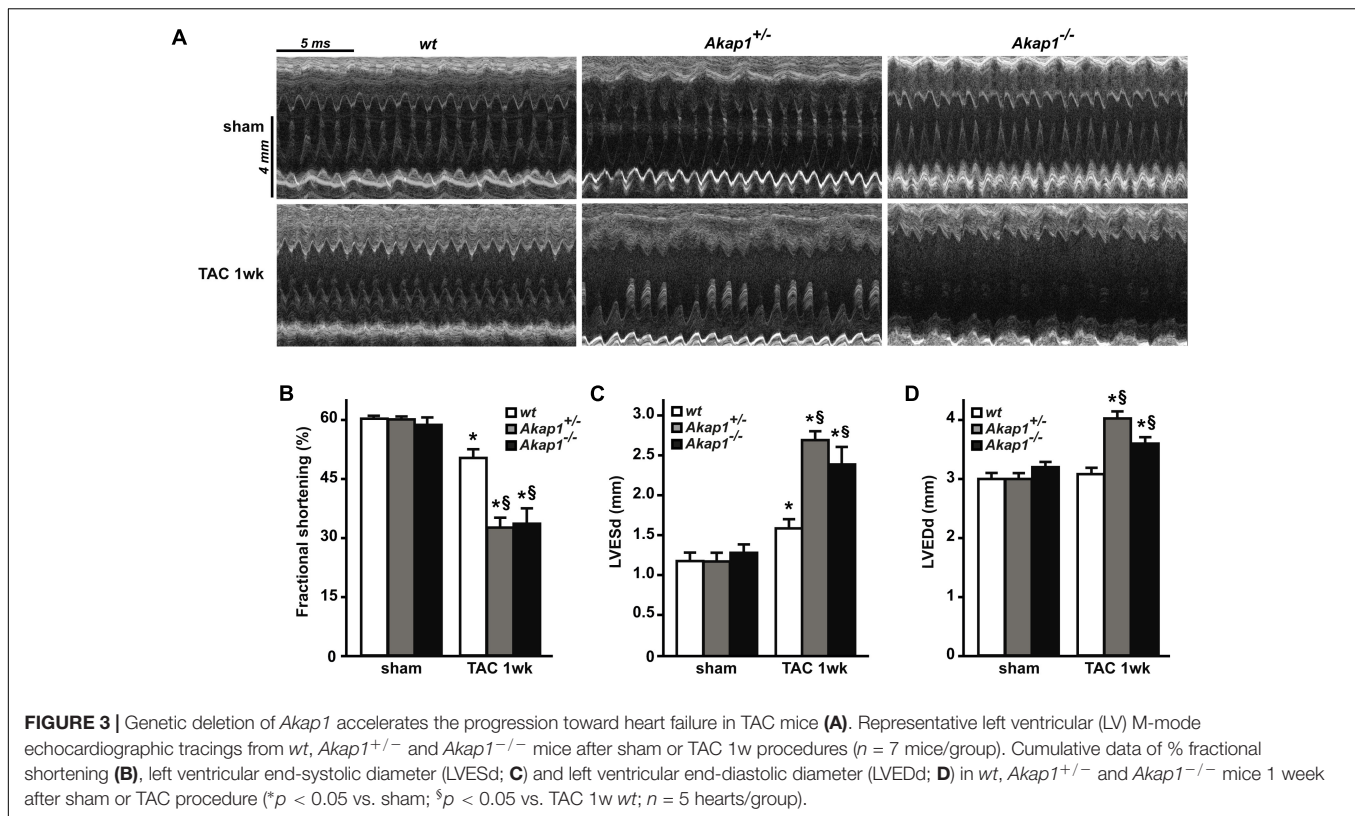 A
5 ms
wt
Akap1+/-
Akap1-/-
sham
4 mm
TAC 1wk
B
Fractional shortening (%)
60
45
30
15
0
wt
Akap1+/-
Akap1-/-
*
*§
*§
sham
TAC 1wk
C
LVESd (mm)
3.0
2.5
2.0
1.5
1.0
0.5
0
wt
Akap1+/-
Akap1-/-
*
*§
*§
sham
TAC 1wk
D
LVEDd (mm)
4
3
2
1
0
wt
Akap1+/-
Akap1-/-
*§
*§
sham
TAC 1wk
FIGURE 3 | Genetic deletion of Akap1 accelerates the progression toward heart failure in TAC mice (A). Representative left ventricular (LV) M-mode
echocardiographic tracings from wt, Akap1+/− and Akap1−/− mice after sham or TAC 1w procedures (n = 7 mice/group). Cumulative data of % fractional
shortening (B), left ventricular end-systolic diameter (LVESd; C) and left ventricular end-diastolic diameter (LVEDd; D) in wt, Akap1+/− and Akap1−/− mice 1 week
after sham or TAC procedure (*p < 0.05 vs. sham; §p < 0.05 vs. TAC 1w wt; n = 5 hearts/group).